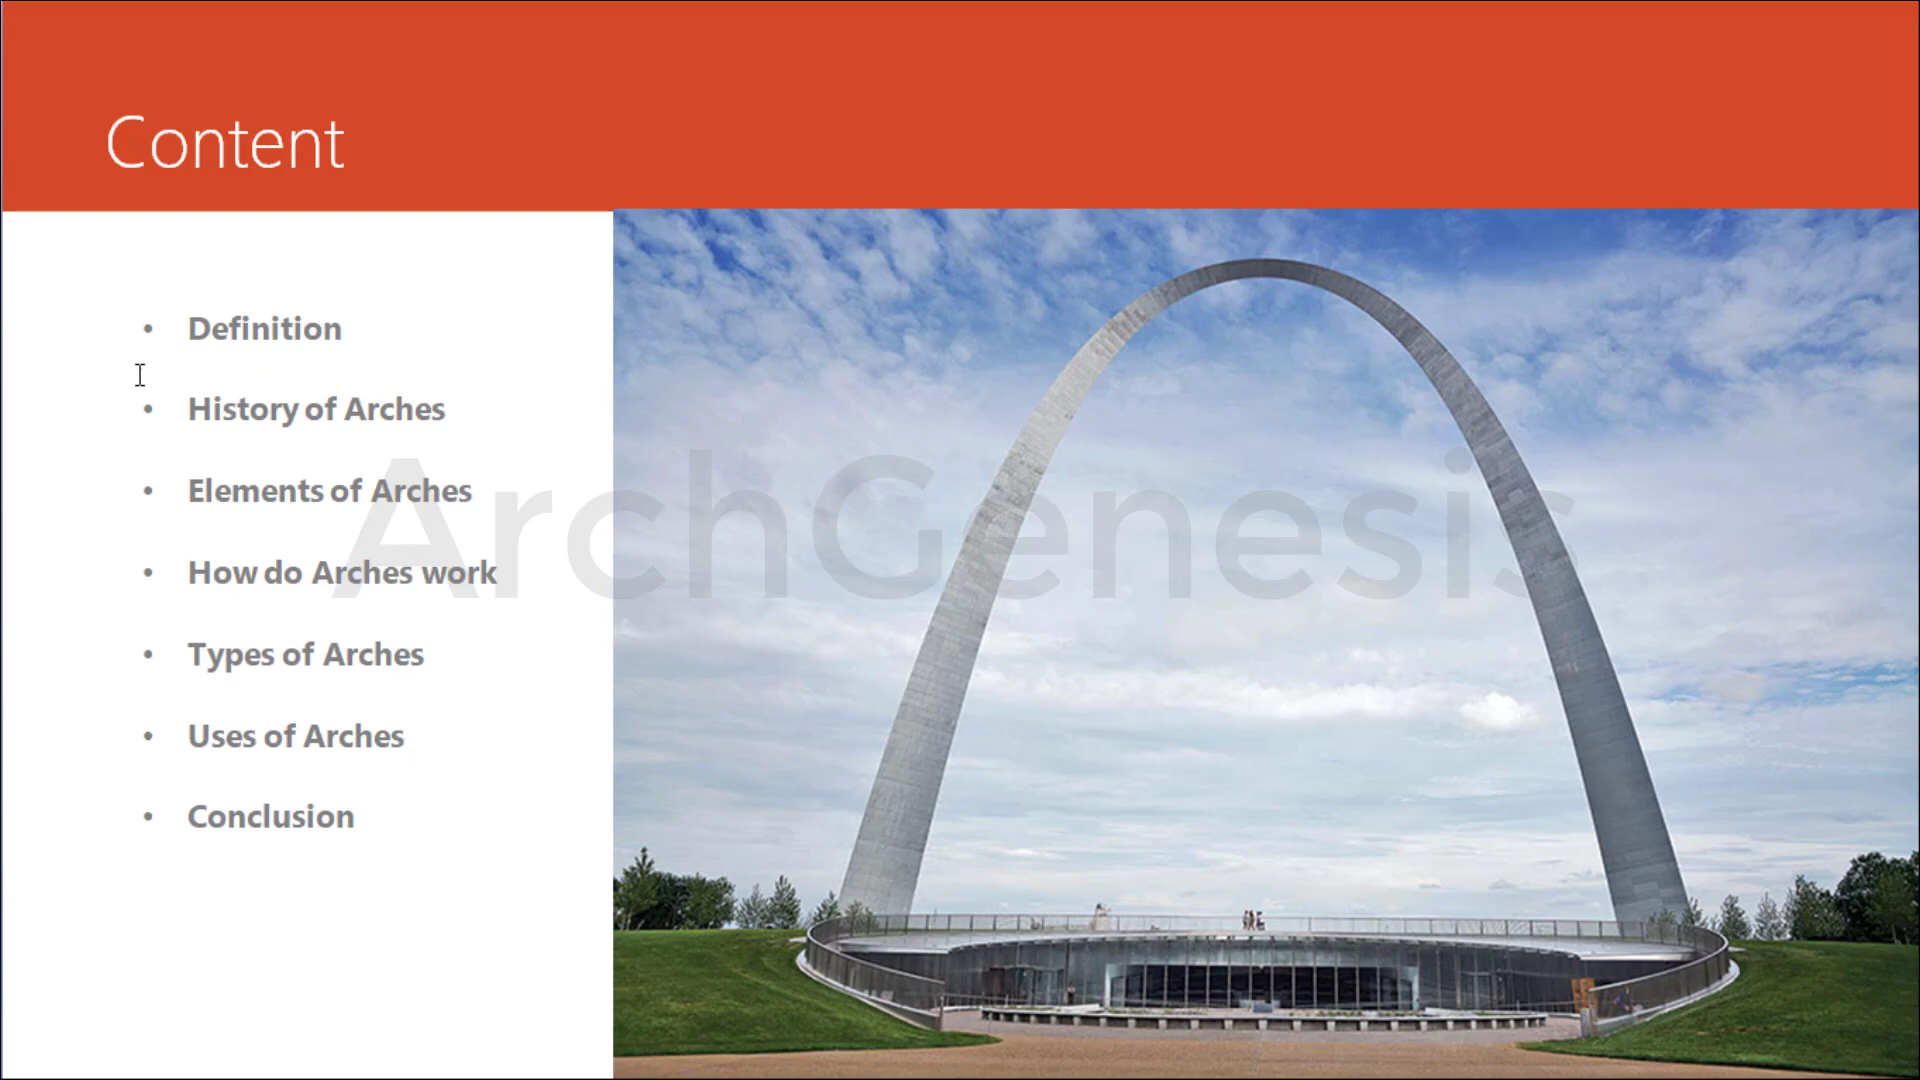 Content
• Definition
• History of Arches
• Elements of Arches
• How do Arches work
• Types of Arches
• Uses of Arches
• Conclusion
ArchGenesis